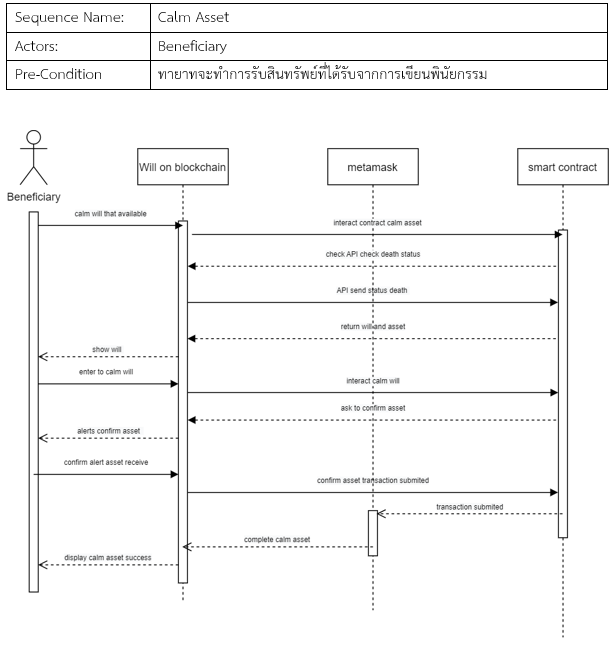 Sequence Name: Calm Asset
Actors: Beneficiary
Pre-Condition ทายาทจะทำการรับสินทรัพย์ที่ได้รับจากการเขียนพินัยกรรม
Will on blockchain
metamask
smart contract
Beneficiary
calm will that available
interact contract calm asset
check API check death status
API send status death
return will and asset
show will
enter to calm will
interact calm will
ask to confirm asset
alerts confirm asset
confirm alert asset receive
confirm asset transaction submited
transaction submited
complete calm asset
display calm asset success